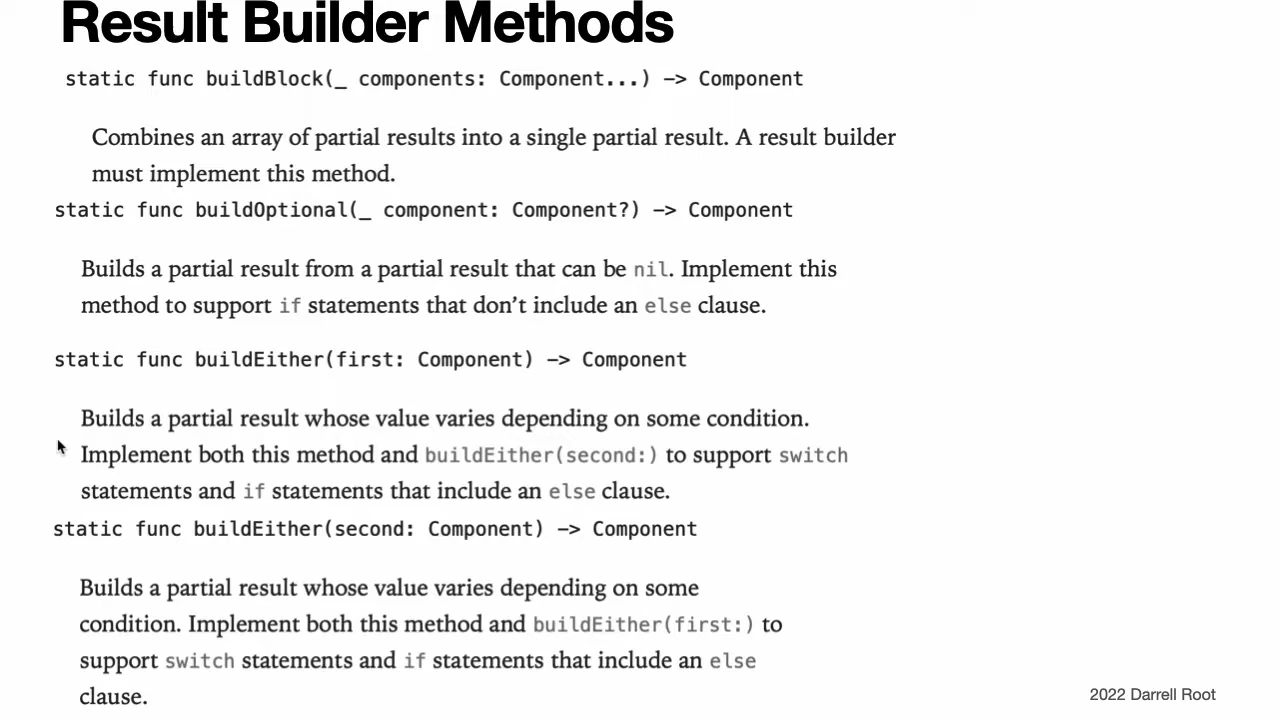 Result Builder Methods
static func buildBlock(_ components: Component...) -> Component
Combines an array of partial results into a single partial result. A result builder
must implement this method.
static func buildOptional(_ component: Component?) -> Component
Builds a partial result from a partial result that can be nil. Implement this
method to support if statements that don’t include an else clause.
static func buildEither(first: Component) -> Component
Builds a partial result whose value varies depending on some condition.
Implement both this method and buildEither(second:) to support switch
statements and if statements that include an else clause.
static func buildEither(second: Component) -> Component
Builds a partial result whose value varies depending on some
condition. Implement both this method and buildEither(first:) to
support switch statements and if statements that include an else
clause.
2022 Darrell Root